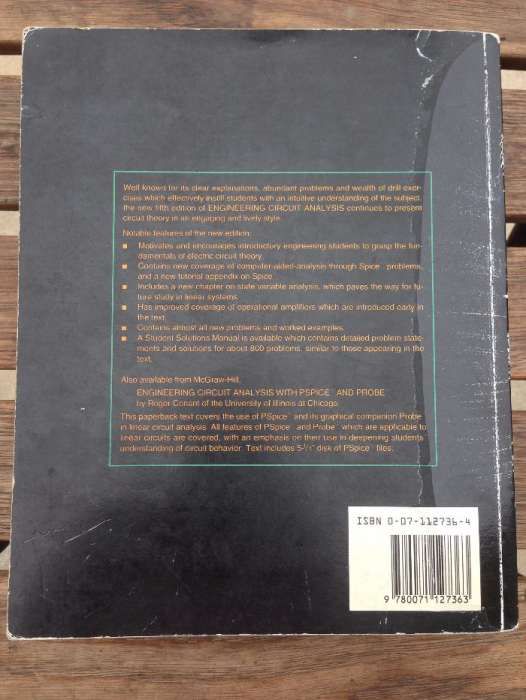 Well known for its clear explanations, abundant problems and wealth of drill exer-
cises which effectively instill students with an intuitive understanding of the subject,
the new fifth edition of ENGINEERING CIRCUIT ANALYSIS continues to present
circuit theory in an engaging and lively style.
Notable features of the new edition:
■ Motivates and encourages introductory engineering students to grasp the fun-
damentals of electric circuit theory.
■ Contains new coverage of computer-aided-analysis through Spice problems
and a new tutorial appendix on Spice.
■ Includes a new chapter on state variable analysis, which paves the way for fu-
ture study in linear systems.
■ Has improved coverage of operational amplifiers which are introduced early in
the text.
■ Contains almost all new problems and worked examples.
■ A Student Solutions Manual is available which contains detailed problem state-
ments and solutions for about 800 problems, similar to those appearing in the
text.
Also available from McGraw-Hill,
ENGINEERING CIRCUIT ANALYSIS WITH PSPICE™ AND PROBE
by Roger Conant of the University of Illinois at Chicago.
This paperback text covers the use of PSpice™ and its graphical companion Probe
in linear circuit analysis. All features of PSpice™ and Probe™ which are applicable to
linear circuits are covered, with an emphasis on their use in deepening students'
understanding of circuit behavior. Text includes disk of PSpice™ files.
ISBN 0-07-112736-4
9 780071 127363